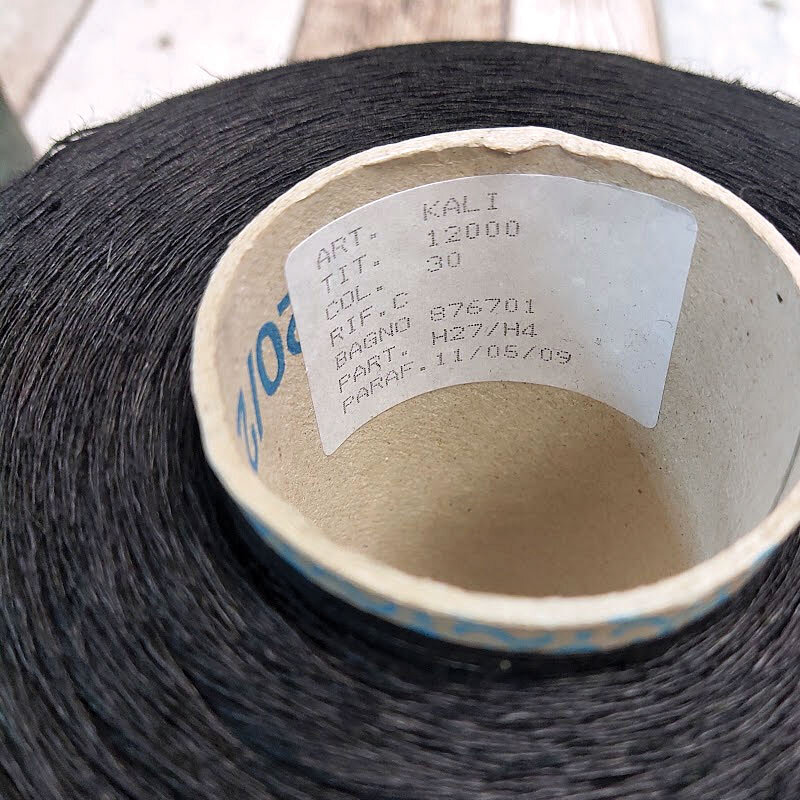 ART. KALI
TIT. 12000
COL. 30
RIF.C
BAGNO 876701
PART. H27/H4
PARAF. 11/05/09